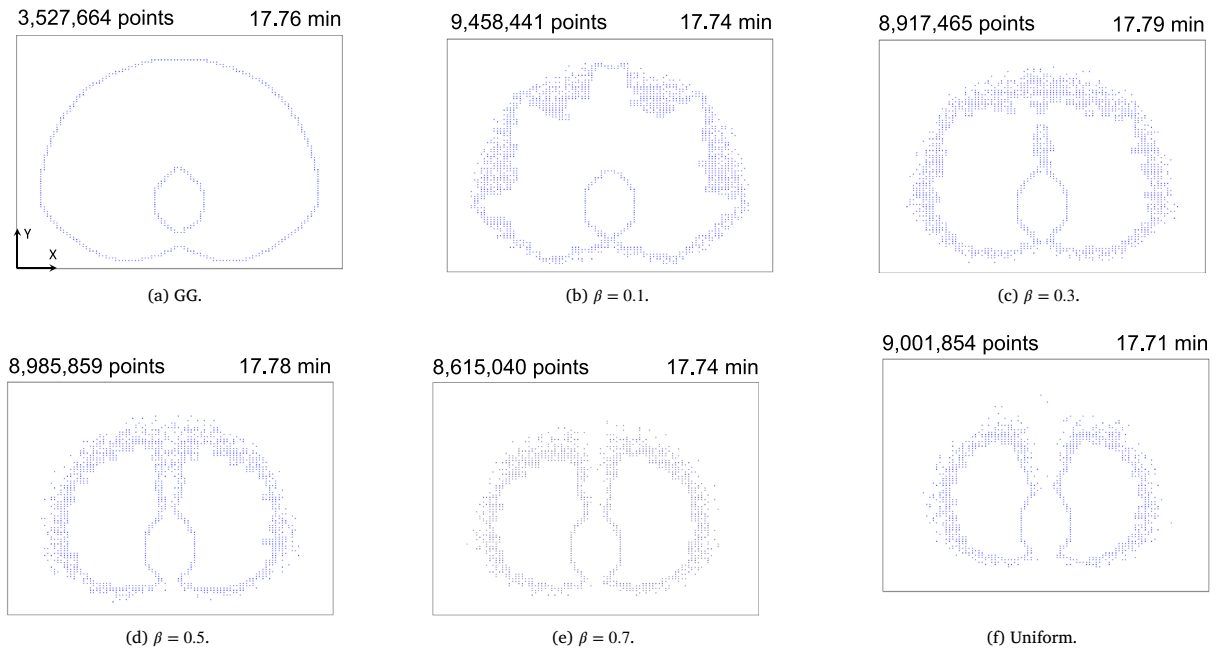 3,527,664 points 17.76 min
Y
X
(a) GG.
9,458,441 points 17.74 min
(b) β = 0.1.
8,917,465 points 17.79 min
(c) β = 0.3.
8,985,859 points 17.78 min
(d) β = 0.5.
8,615,040 points 17.74 min
(e) β = 0.7.
9,001,854 points 17.71 min
(f) Uniform.